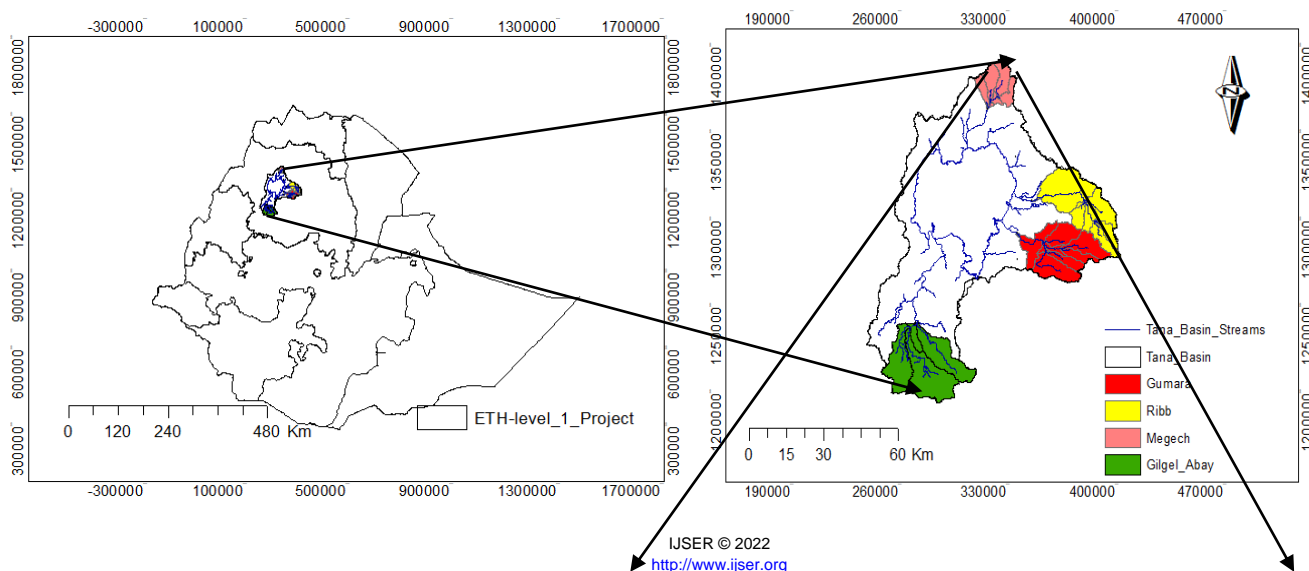 -300000 100000 500000 900000 1300000 1700000
1800000 1500000 1200000 900000 600000 300000
1800000 1500000 1200000 900000 600000 300000
0 120 240 480 Km
ETH-level_1_Project
-300000 100000 500000 900000 1300000 1700000
190000 260000 330000 400000 470000
1400000 1350000 1300000 1250000 1200000
1400000 1350000 1300000 1250000 1200000
N
Tana_Basin_Streams
Tana_Basin
Gumara
Ribb
Megech
Gilgel_Abay
0 15 30 60 Km
190000 260000 330000 400000 470000
IJSER © 2022
http://www.ijser.org